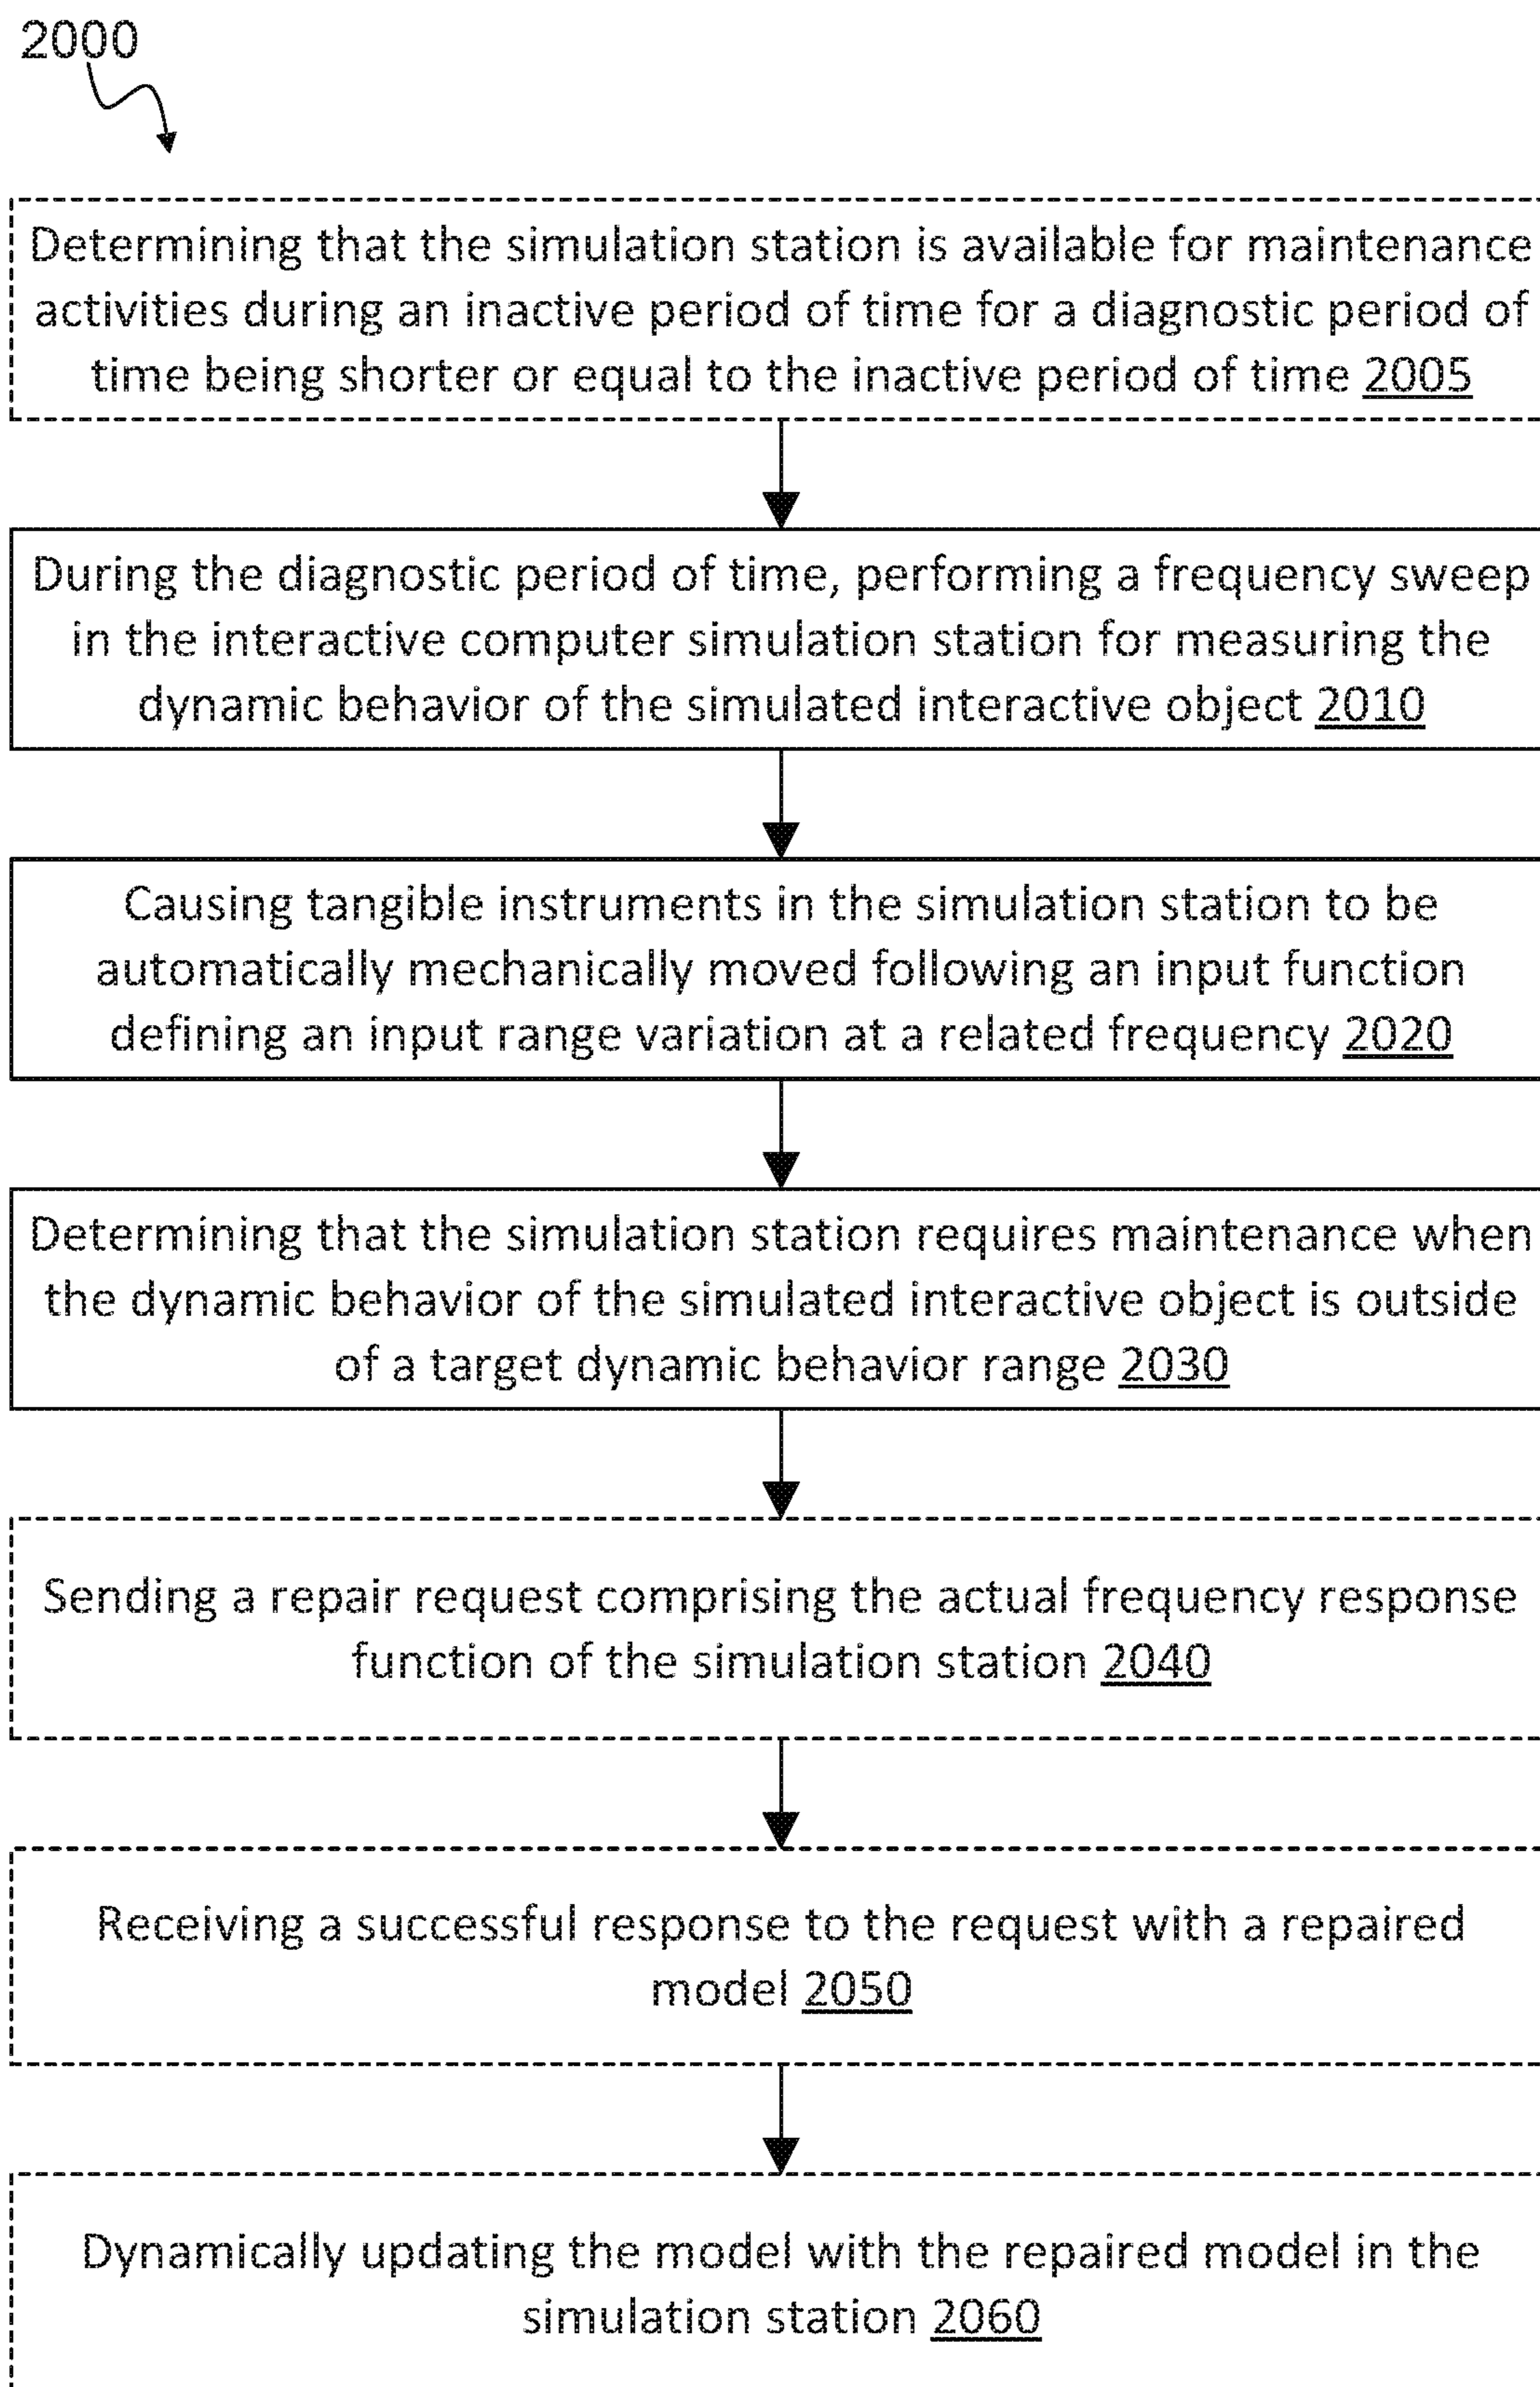 2000
Determining that the simulation station is available for maintenance
activities during an inactive period of time for a diagnostic period of
time being shorter or equal to the inactive period of time 2005
During the diagnostic period of time, performing a frequency sweep
in the interactive computer simulation station for measuring the
dynamic behavior of the simulated interactive object 2010
Causing tangible instruments in the simulation station to be
automatically mechanically moved following an input function
defining an input range variation at a related frequency 2020
Determining that the simulation station requires maintenance when
the dynamic behavior of the simulated interactive object is outside
of a target dynamic behavior range 2030
Sending a repair request comprising the actual frequency response
function of the simulation station 2040
Receiving a successful response to the request with a repaired
model 2050
Dynamically updating the model with the repaired model in the
simulation station 2060